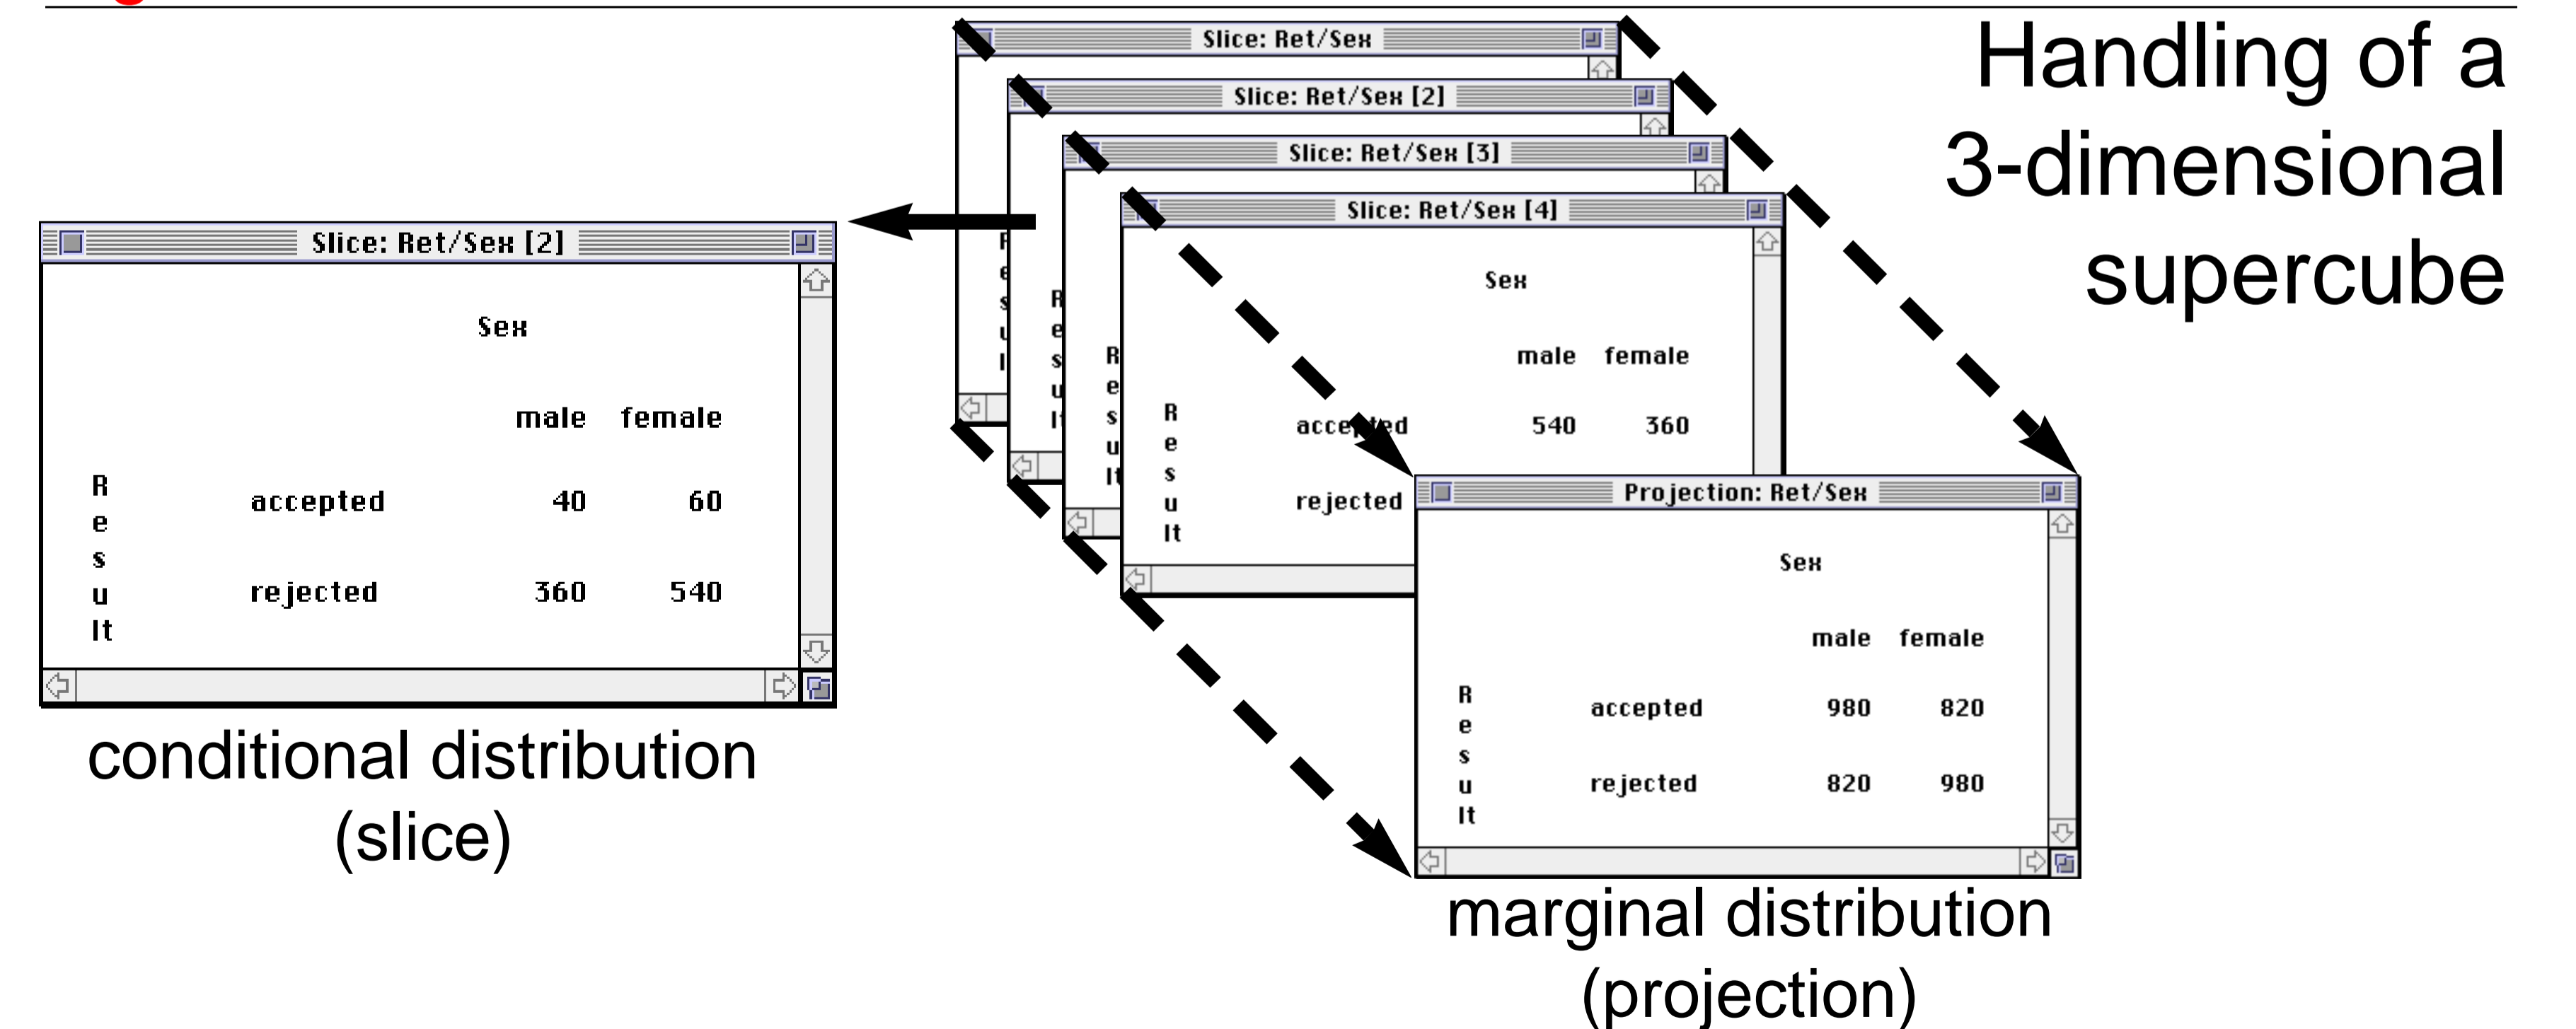 Handling of a
3-dimensional
supercube
Slice: Ret/Sex
Slice: Ret/Sex [2]
Slice: Ret/Sex [3]
Slice: Ret/Sex [4]
Sex
male female
Result
accepted 540 360
rejected
Slice: Ret/Sex [2]
Sex
male female
Result
accepted 40 60
rejected 360 540
conditional distribution
(slice)
Projection: Ret/Sex
Sex
male female
Result
accepted 980 820
rejected 820 980
marginal distribution
(projection)